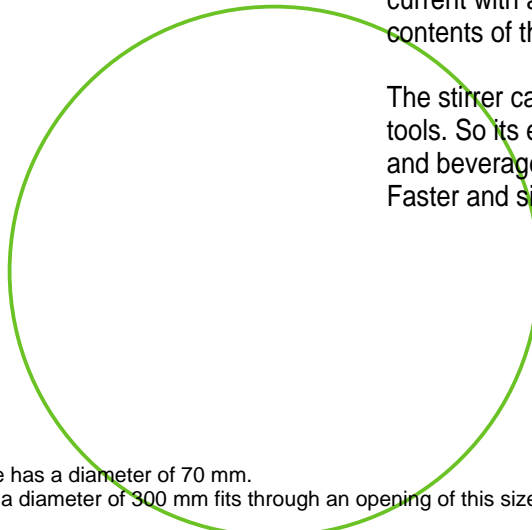 current with a
contents of th
The stirrer ca
tools. So its e
and beverage
Faster and si
e has a diameter of 70 mm.
a diameter of 300 mm fits through an opening of this size